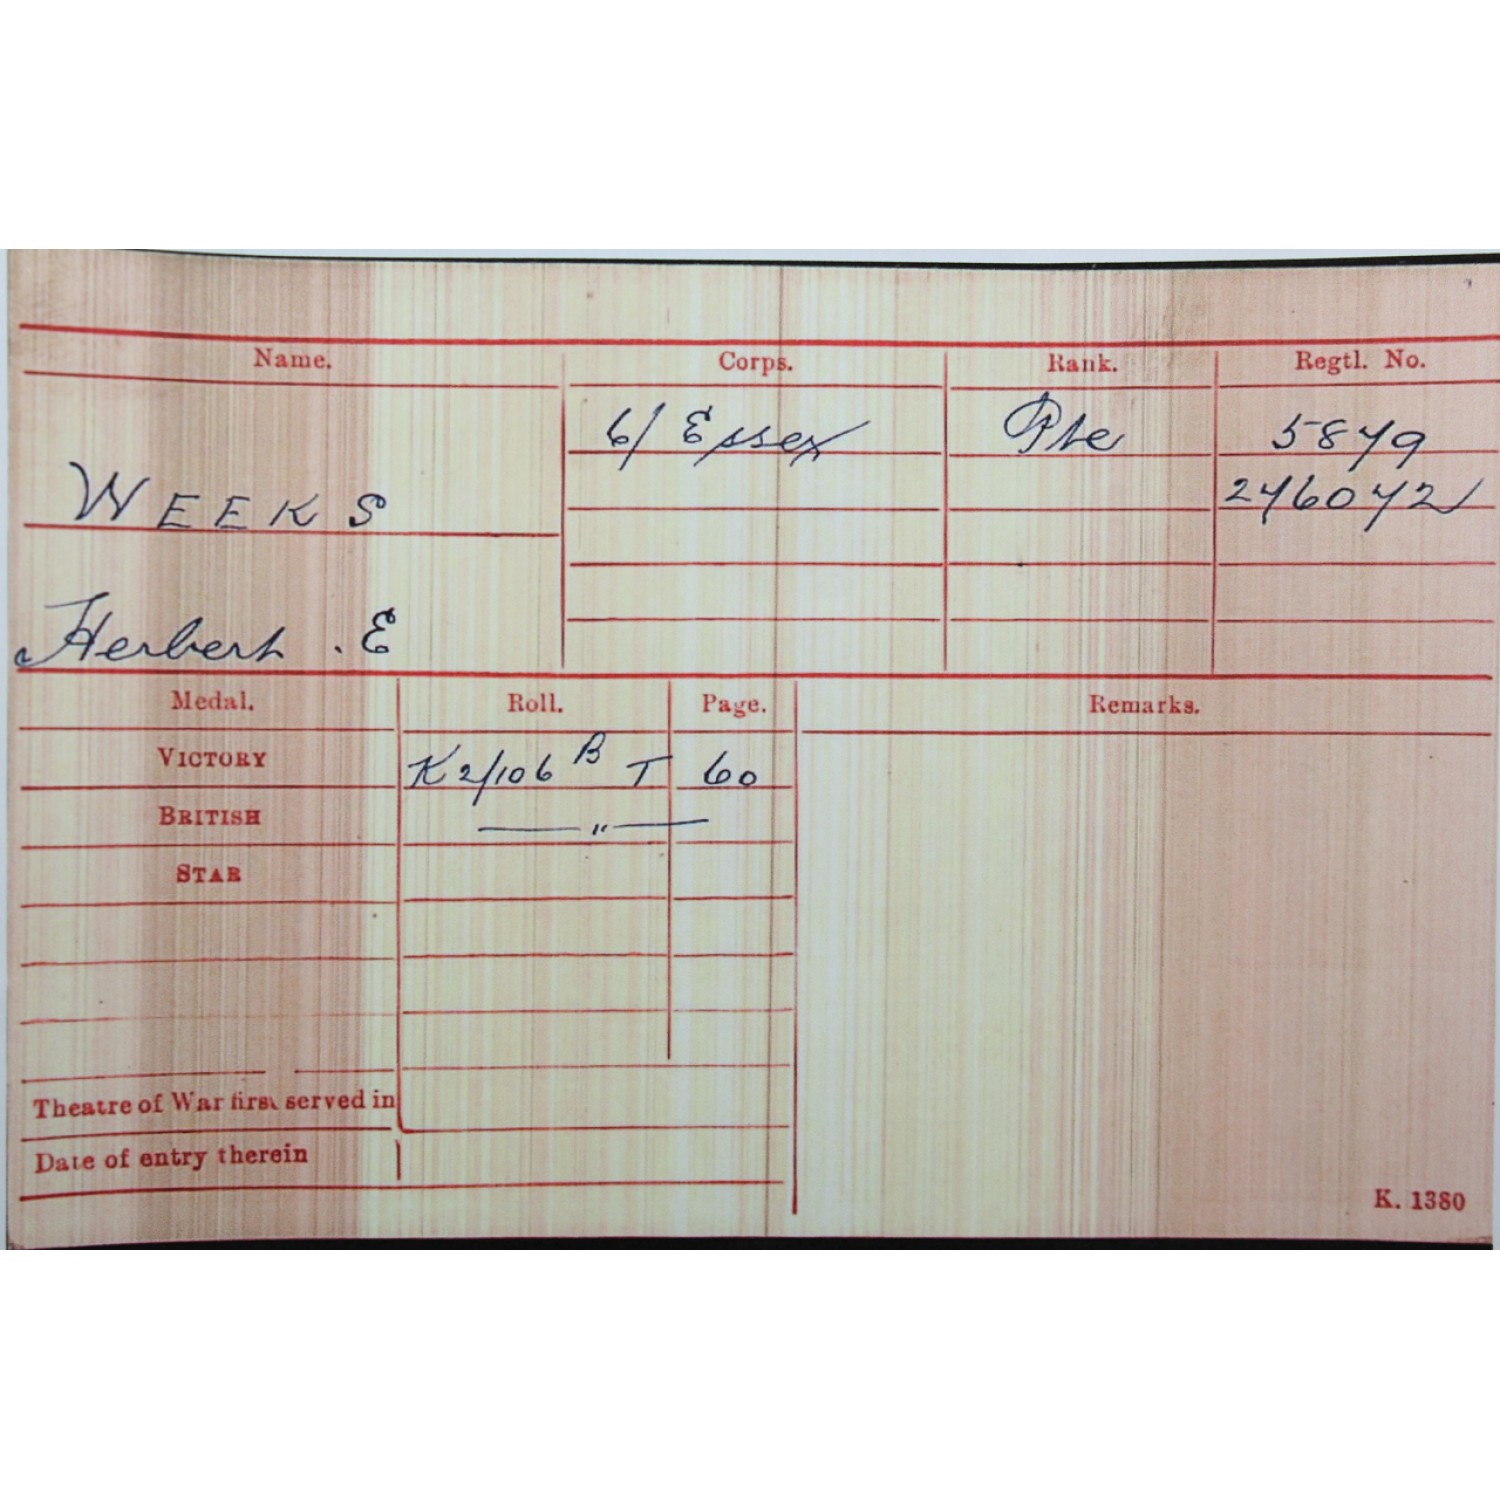 Name. Corps. Rank. Regtl. No.
6/ Essex Pte 5879
WEEKS 276072
Herbert . E
Medal. Roll. Page. Remarks.
VICTORY K2/106 B T 60
BRITISH — " —
STAR
Theatre of War first served in
Date of entry therein
K. 1380